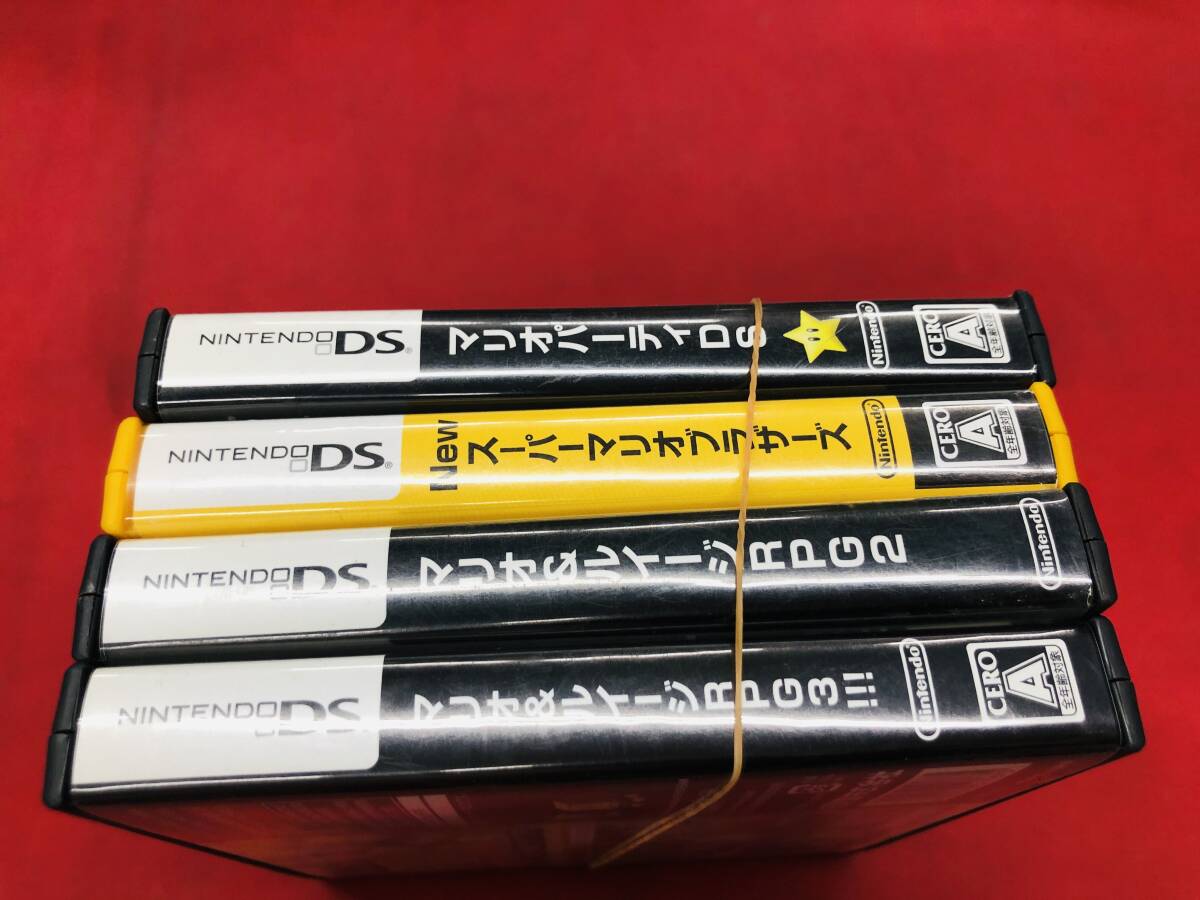 NINTENDO DS マリオパーティDS Nintendo CERO A 全年齢対象
NINTENDO DS New スーパーマリオブラザーズ Nintendo CERO A 全年齢対象
NINTENDO DS マリオ&ルイージRPG2 Nintendo
NINTENDO DS マリオ&ルイージRPG3!!! Nintendo CERO A 全年齢対象